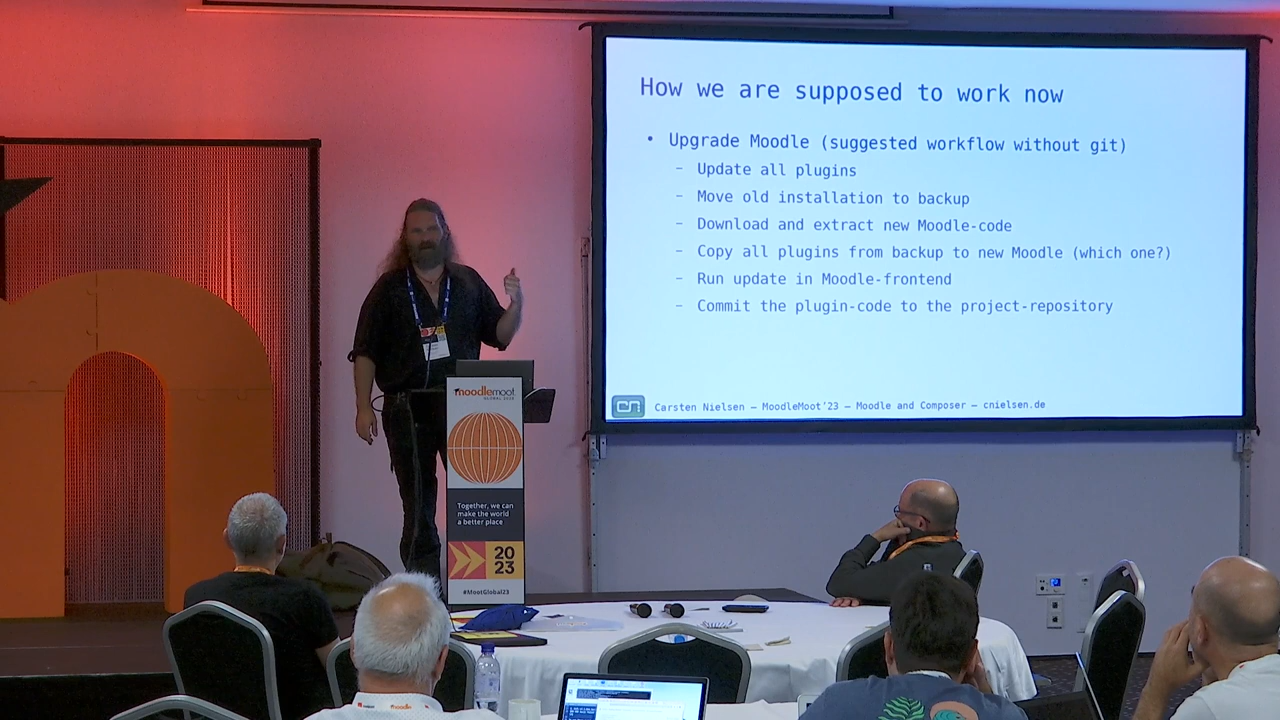 How we are supposed to work now
• Upgrade Moodle (suggested workflow without git)
– Update all plugins
– Move old installation to backup
– Download and extract new Moodle-code
– Copy all plugins from backup to new Moodle (which one?)
– Run update in Moodle-frontend
– Commit the plugin-code to the project-repository
cn Carsten Nielsen – MoodleMoot'23 – Moodle and Composer – cnielsen.de
moodlemoot
GLOBAL 2023
Together, we can
make the world
a better place
20
23
#MootGlobal23
moodle